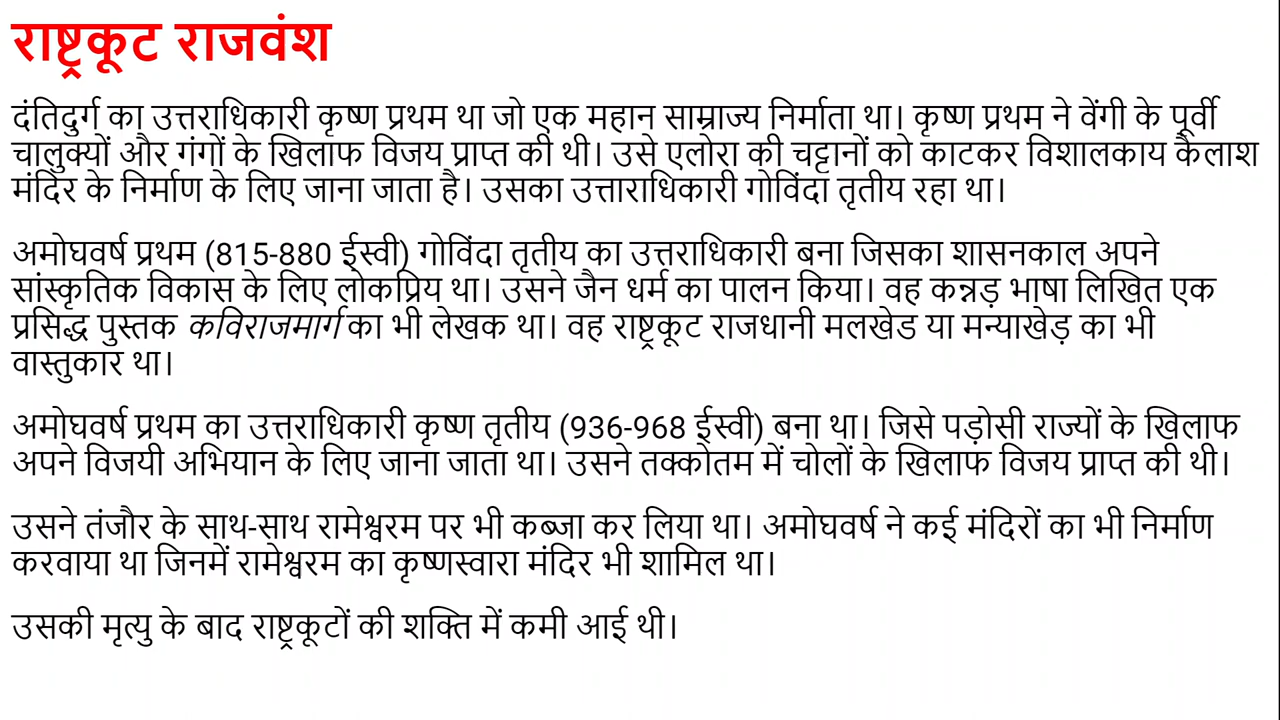 राष्ट्रकूट राजवंश
दंतिदुर्ग का उत्तराधिकारी कृष्ण प्रथम था जो एक महान साम्राज्य निर्माता था। कृष्ण प्रथम ने वेंगी के पूर्वी
चालुक्यों और गंगों के खिलाफ विजय प्राप्त की थी। उसे एलोरा की चट्टानों को काटकर विशालकाय कैलाश
मंदिर के निर्माण के लिए जाना जाता है। उसका उत्ताराधिकारी गोविंदा तृतीय रहा था।
अमोघवर्ष प्रथम (815-880 ईस्वी) गोविंदा तृतीय का उत्तराधिकारी बना जिसका शासनकाल अपने
सांस्कृतिक विकास के लिए लोकप्रिय था। उसने जैन धर्म का पालन किया। वह कन्नड़ भाषा लिखित एक
प्रसिद्ध पुस्तक कविराजमार्ग का भी लेखक था। वह राष्ट्रकूट राजधानी मलखेड या मन्याखेड़ का भी
वास्तुकार था।
अमोघवर्ष प्रथम का उत्तराधिकारी कृष्ण तृतीय (936-968 ईस्वी) बना था। जिसे पड़ोसी राज्यों के खिलाफ
अपने विजयी अभियान के लिए जाना जाता था। उसने तक्कोतम में चोलों के खिलाफ विजय प्राप्त की थी।
उसने तंजौर के साथ-साथ रामेश्वरम पर भी कब्जा कर लिया था। अमोघवर्ष ने कई मंदिरों का भी निर्माण
करवाया था जिनमें रामेश्वरम का कृष्णस्वारा मंदिर भी शामिल था।
उसकी मृत्यु के बाद राष्ट्रकूटों की शक्ति में कमी आई थी।